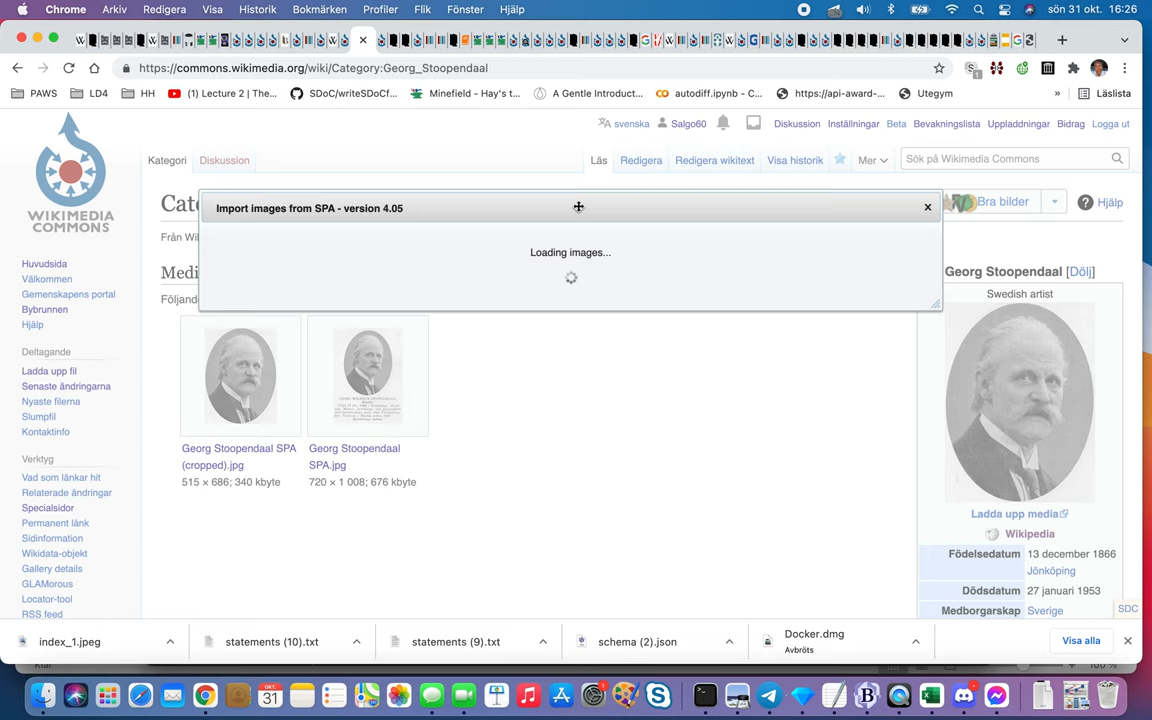 Chrome Arkiv Redigera Visa Historik Bokmärken Profiler Flik Fönster Hjälp sön 31 okt. 16:26
https://commons.wikimedia.org/wiki/Category:Georg_Stoopendaal
PAWS LD4 HH (1) Lecture 2 | The... SDoC/writeSDoCf... Minefield - Hay's t... A Gentle Introduct... autodiff.ipynb - C... https://api-award-... Utegym » Läslista
svenska Salgo60 Diskussion Inställningar Beta Bevakningslista Uppladdningar Bidrag Logga ut
Kategori Diskussion Läs Redigera Redigera wikitext Visa historik Mer Sök på Wikimedia Commons
WIKIMEDIA
COMMONS
Cate
Bra bilder Hjälp
Import images from SPA - version 4.05
Från Wi
Loading images...
Huvudsida
Välkommen
Gemenskapens portal
Bybrunnen
Hjälp
Deltagande
Ladda upp fil
Senaste ändringarna
Nyaste filerna
Slumpfil
Kontaktinfo
Verktyg
Vad som länkar hit
Relaterade ändringar
Specialsidor
Permanent länk
Sidinformation
Wikidata-objekt
Gallery details
GLAMorous
Locator-tool
RSS feed
Medi
Följand
Georg Stoopendaal SPA
(cropped).jpg
515 × 686; 340 kbyte
Georg Stoopendaal
SPA.jpg
720 × 1 008; 676 kbyte
Georg Stoopendaal [Dölj]
Swedish artist
Ladda upp media
Wikipedia
Födelsedatum 13 december 1866
Jönköping
Dödsdatum 27 januari 1953
Medborgarskap Sverige
SDC
index_1.jpeg
statements (10).txt
statements (9).txt
schema (2).json
Docker.dmg
Avbröts
Visa alla
100 %
OKT
31